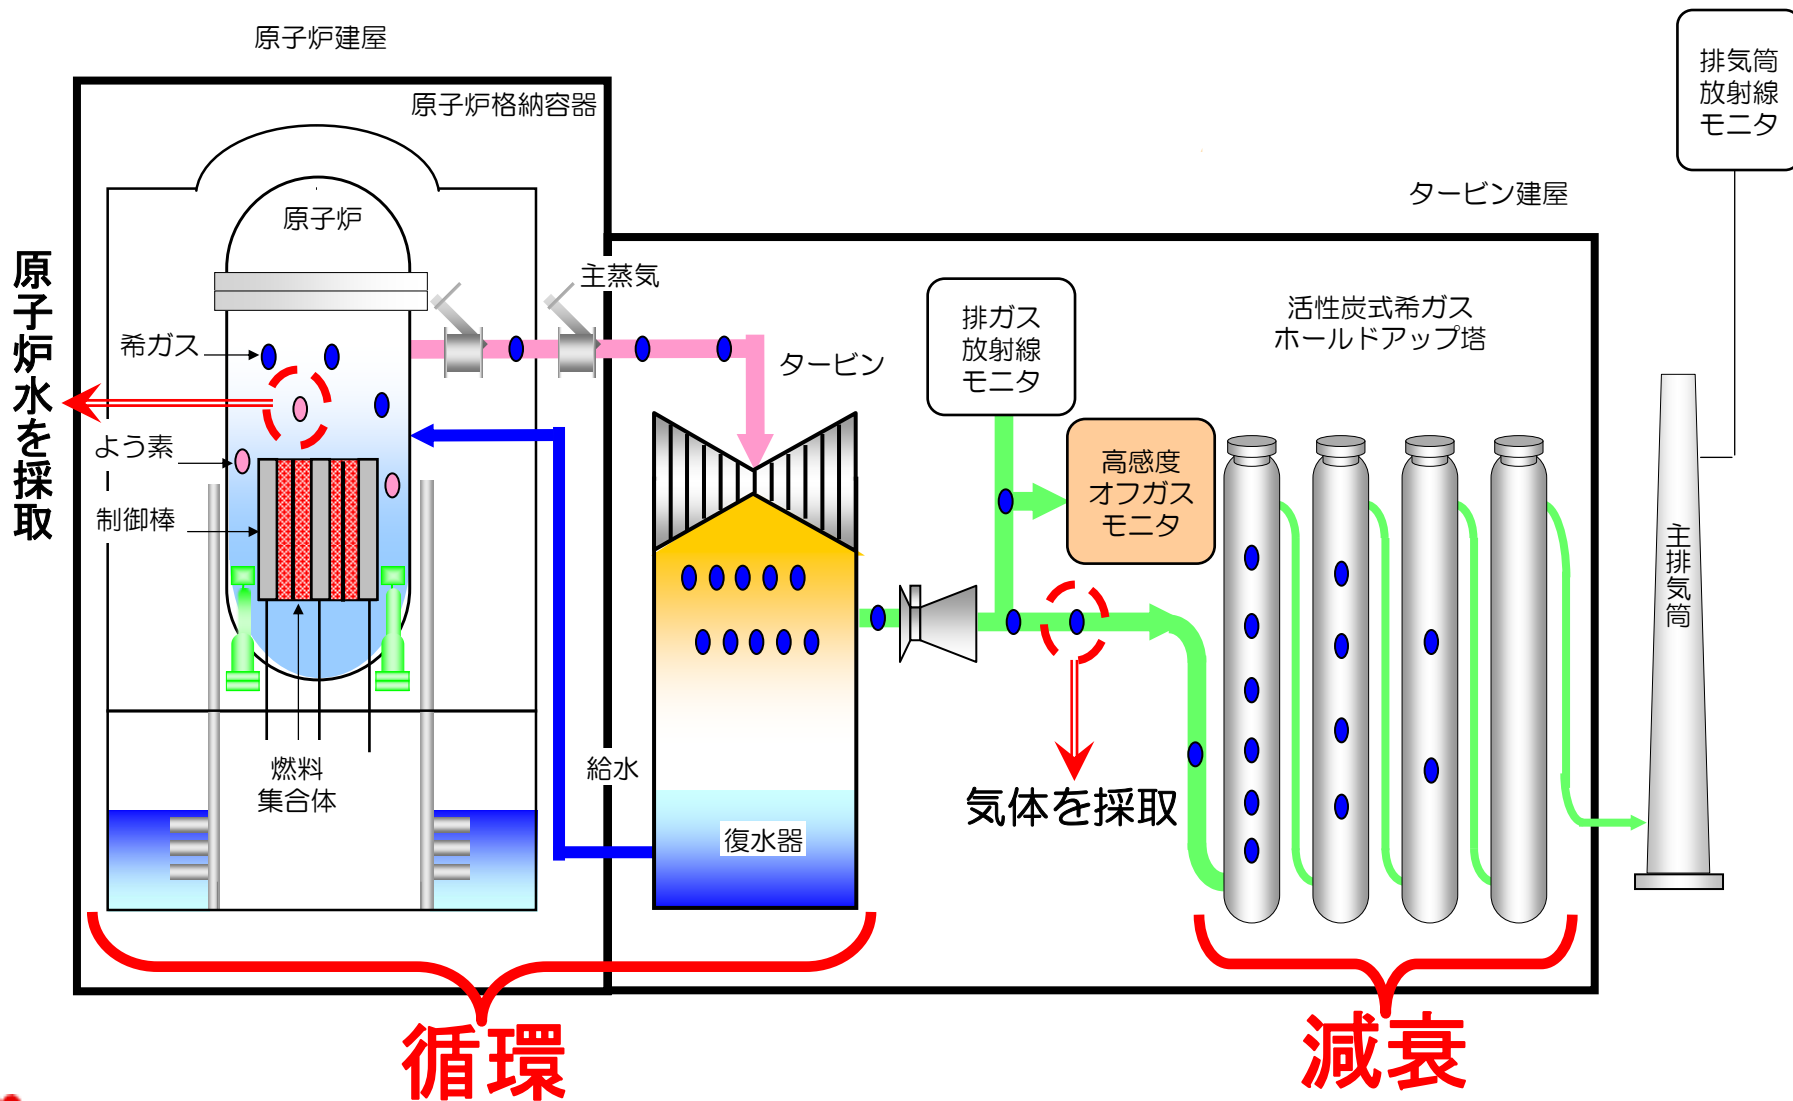 原子炉建屋
原子炉格納容器
原子炉
主蒸気
希ガス
よう素
制御棒
原子炉水を採取
燃料
集合体
給水
タービン
復水器
タービン建屋
排ガス
放射線
モニタ
高感度
オフガス
モニタ
気体を採取
活性炭式希ガス
ホールドアップ塔
排気筒
放射線
モニタ
主排気筒
循環
減衰